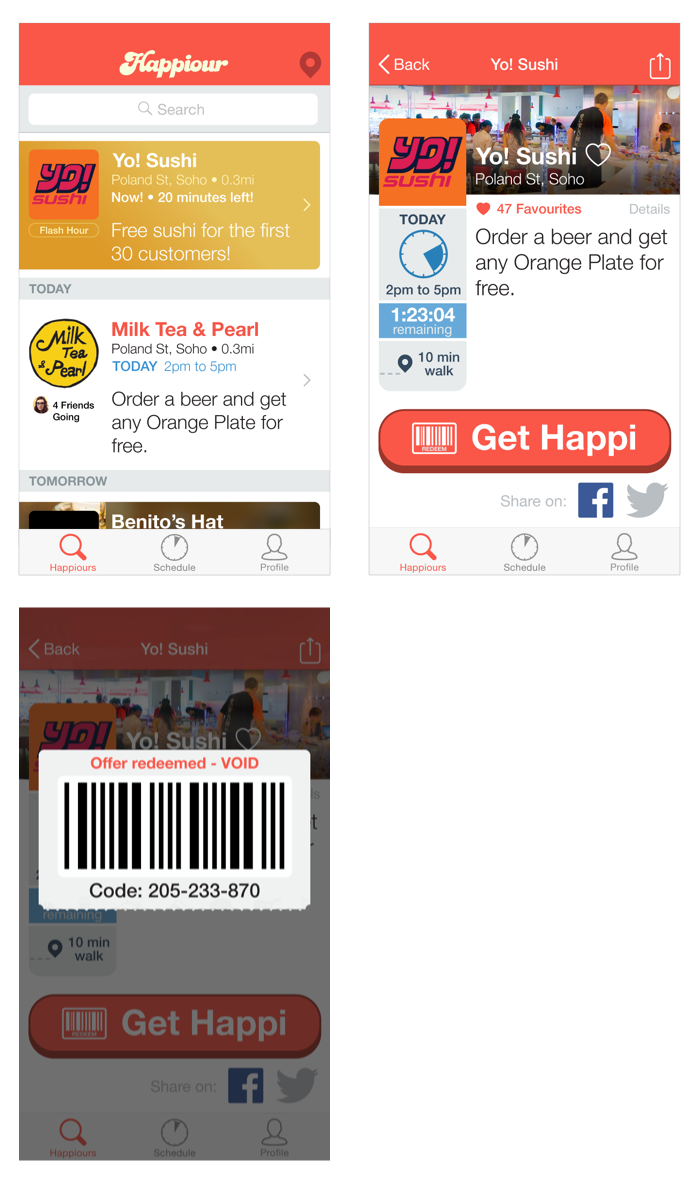 Happiour
Search
YO!
sushi
Flash Hour
Yo! Sushi
Poland St, Soho • 0.3mi
Now! • 20 minutes left!
Free sushi for the first
30 customers!
TODAY
Milk
Tea
& Pearl
4 Friends
Going
Milk Tea & Pearl
Poland St, Soho • 0.3mi
TODAY 2pm to 5pm
Order a beer and get
any Orange Plate for
free.
TOMORROW
Benito's Hat
Happiours
Schedule
Profile
Back
Yo! Sushi
YO!
sushi
Yo! Sushi
Poland St, Soho
47 Favourites
Details
TODAY
2pm to 5pm
1:23:04
remaining
10 min
walk
Order a beer and get
any Orange Plate for
free.
REDEEM
Get Happi
Share on:
Happiours
Schedule
Profile
Back
Yo! Sushi
YO!
Yo! Sushi
Offer redeemed - VOID
Code: 205-233-870
remaining
10 min
walk
REDEEM
Get Happi
Share on:
Happiours
Schedule
Profile